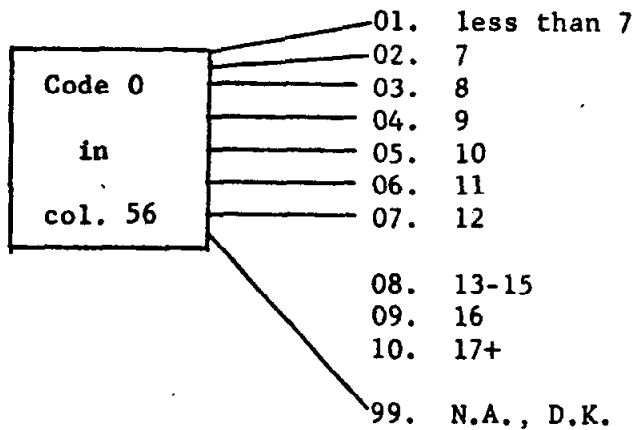 01. less than 7
02. 7
Code 0
03. 8
04. 9
in
05. 10
06. 11
col. 56
07. 12
08. 13-15
09. 16
10. 17+
99. N.A., D.K.